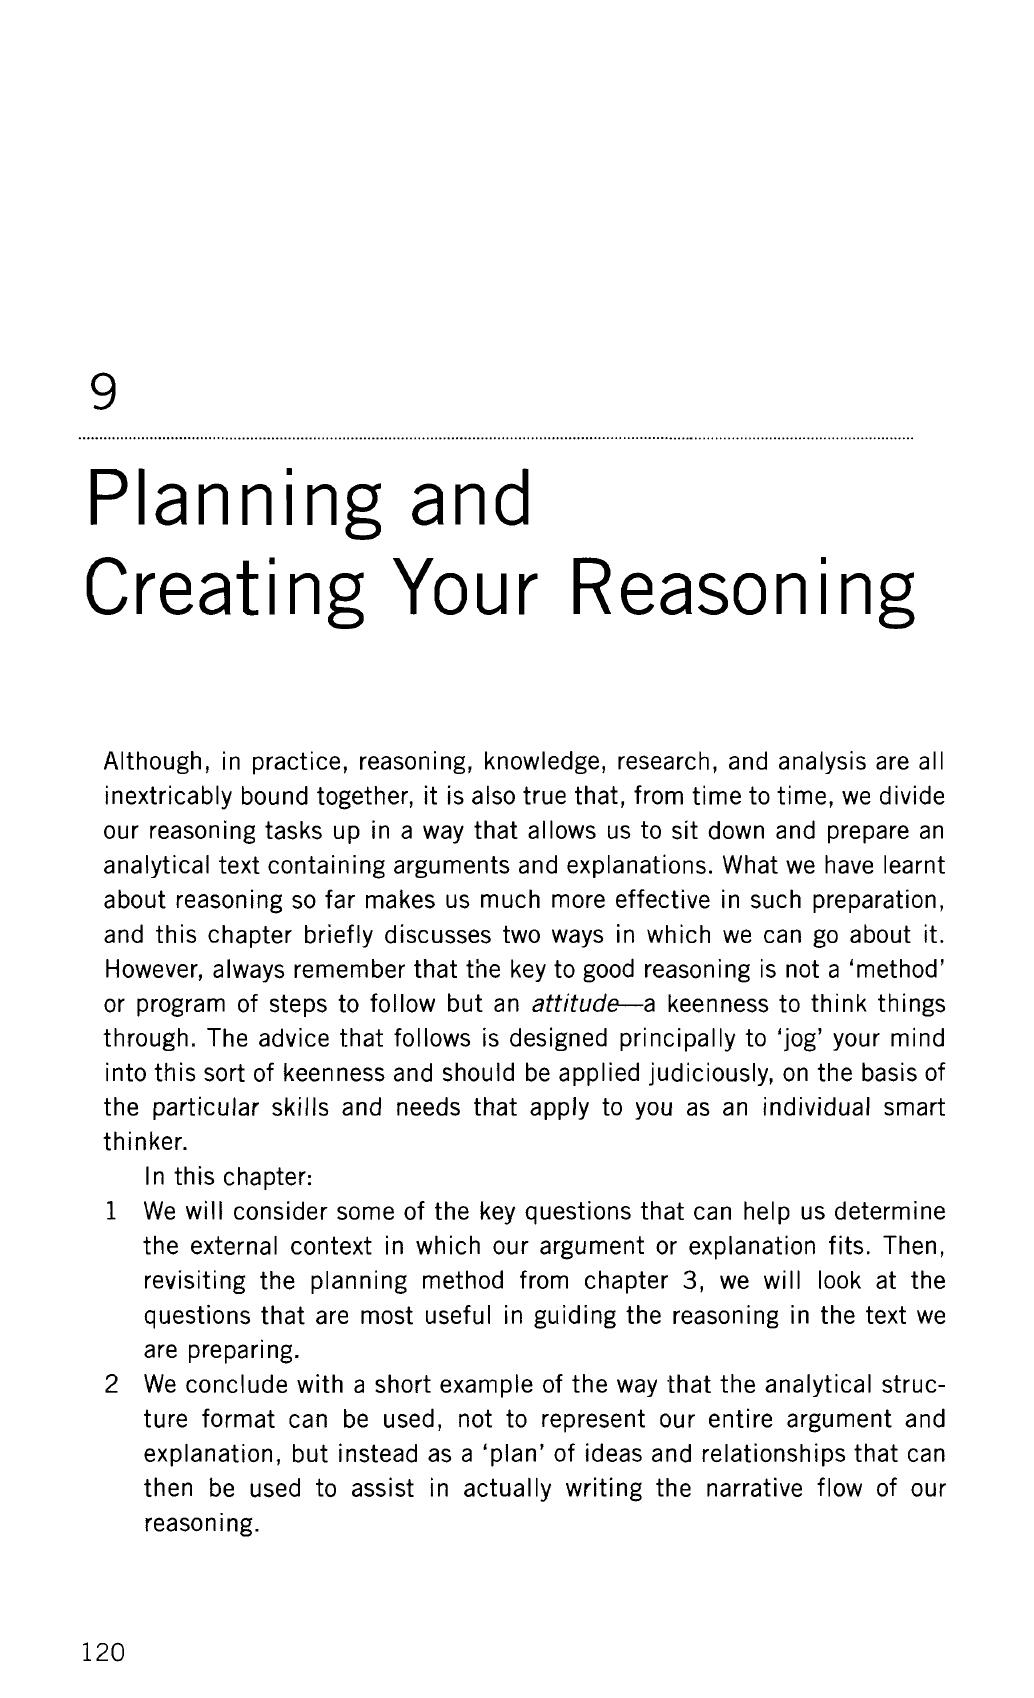 9
Planning and
Creating Your Reasoning
Although, in practice, reasoning, knowledge, research, and analysis are all
inextricably bound together, it is also true that, from time to time, we divide
our reasoning tasks up in a way that allows us to sit down and prepare an
analytical text containing arguments and explanations. What we have learnt
about reasoning so far makes us much more effective in such preparation,
and this chapter briefly discusses two ways in which we can go about it.
However, always remember that the key to good reasoning is not a ‘method’
or program of steps to follow but an attitude—a keenness to think things
through. The advice that follows is designed principally to ‘jog’ your mind
into this sort of keenness and should be applied judiciously, on the basis of
the particular skills and needs that apply to you as an individual smart
thinker.
In this chapter:
1 We will consider some of the key questions that can help us determine
the external context in which our argument or explanation fits. Then,
revisiting the planning method from chapter 3, we will look at the
questions that are most useful in guiding the reasoning in the text we
are preparing.
2 We conclude with a short example of the way that the analytical struc-
ture format can be used, not to represent our entire argument and
explanation, but instead as a ‘plan’ of ideas and relationships that can
then be used to assist in actually writing the narrative flow of our
reasoning.
120